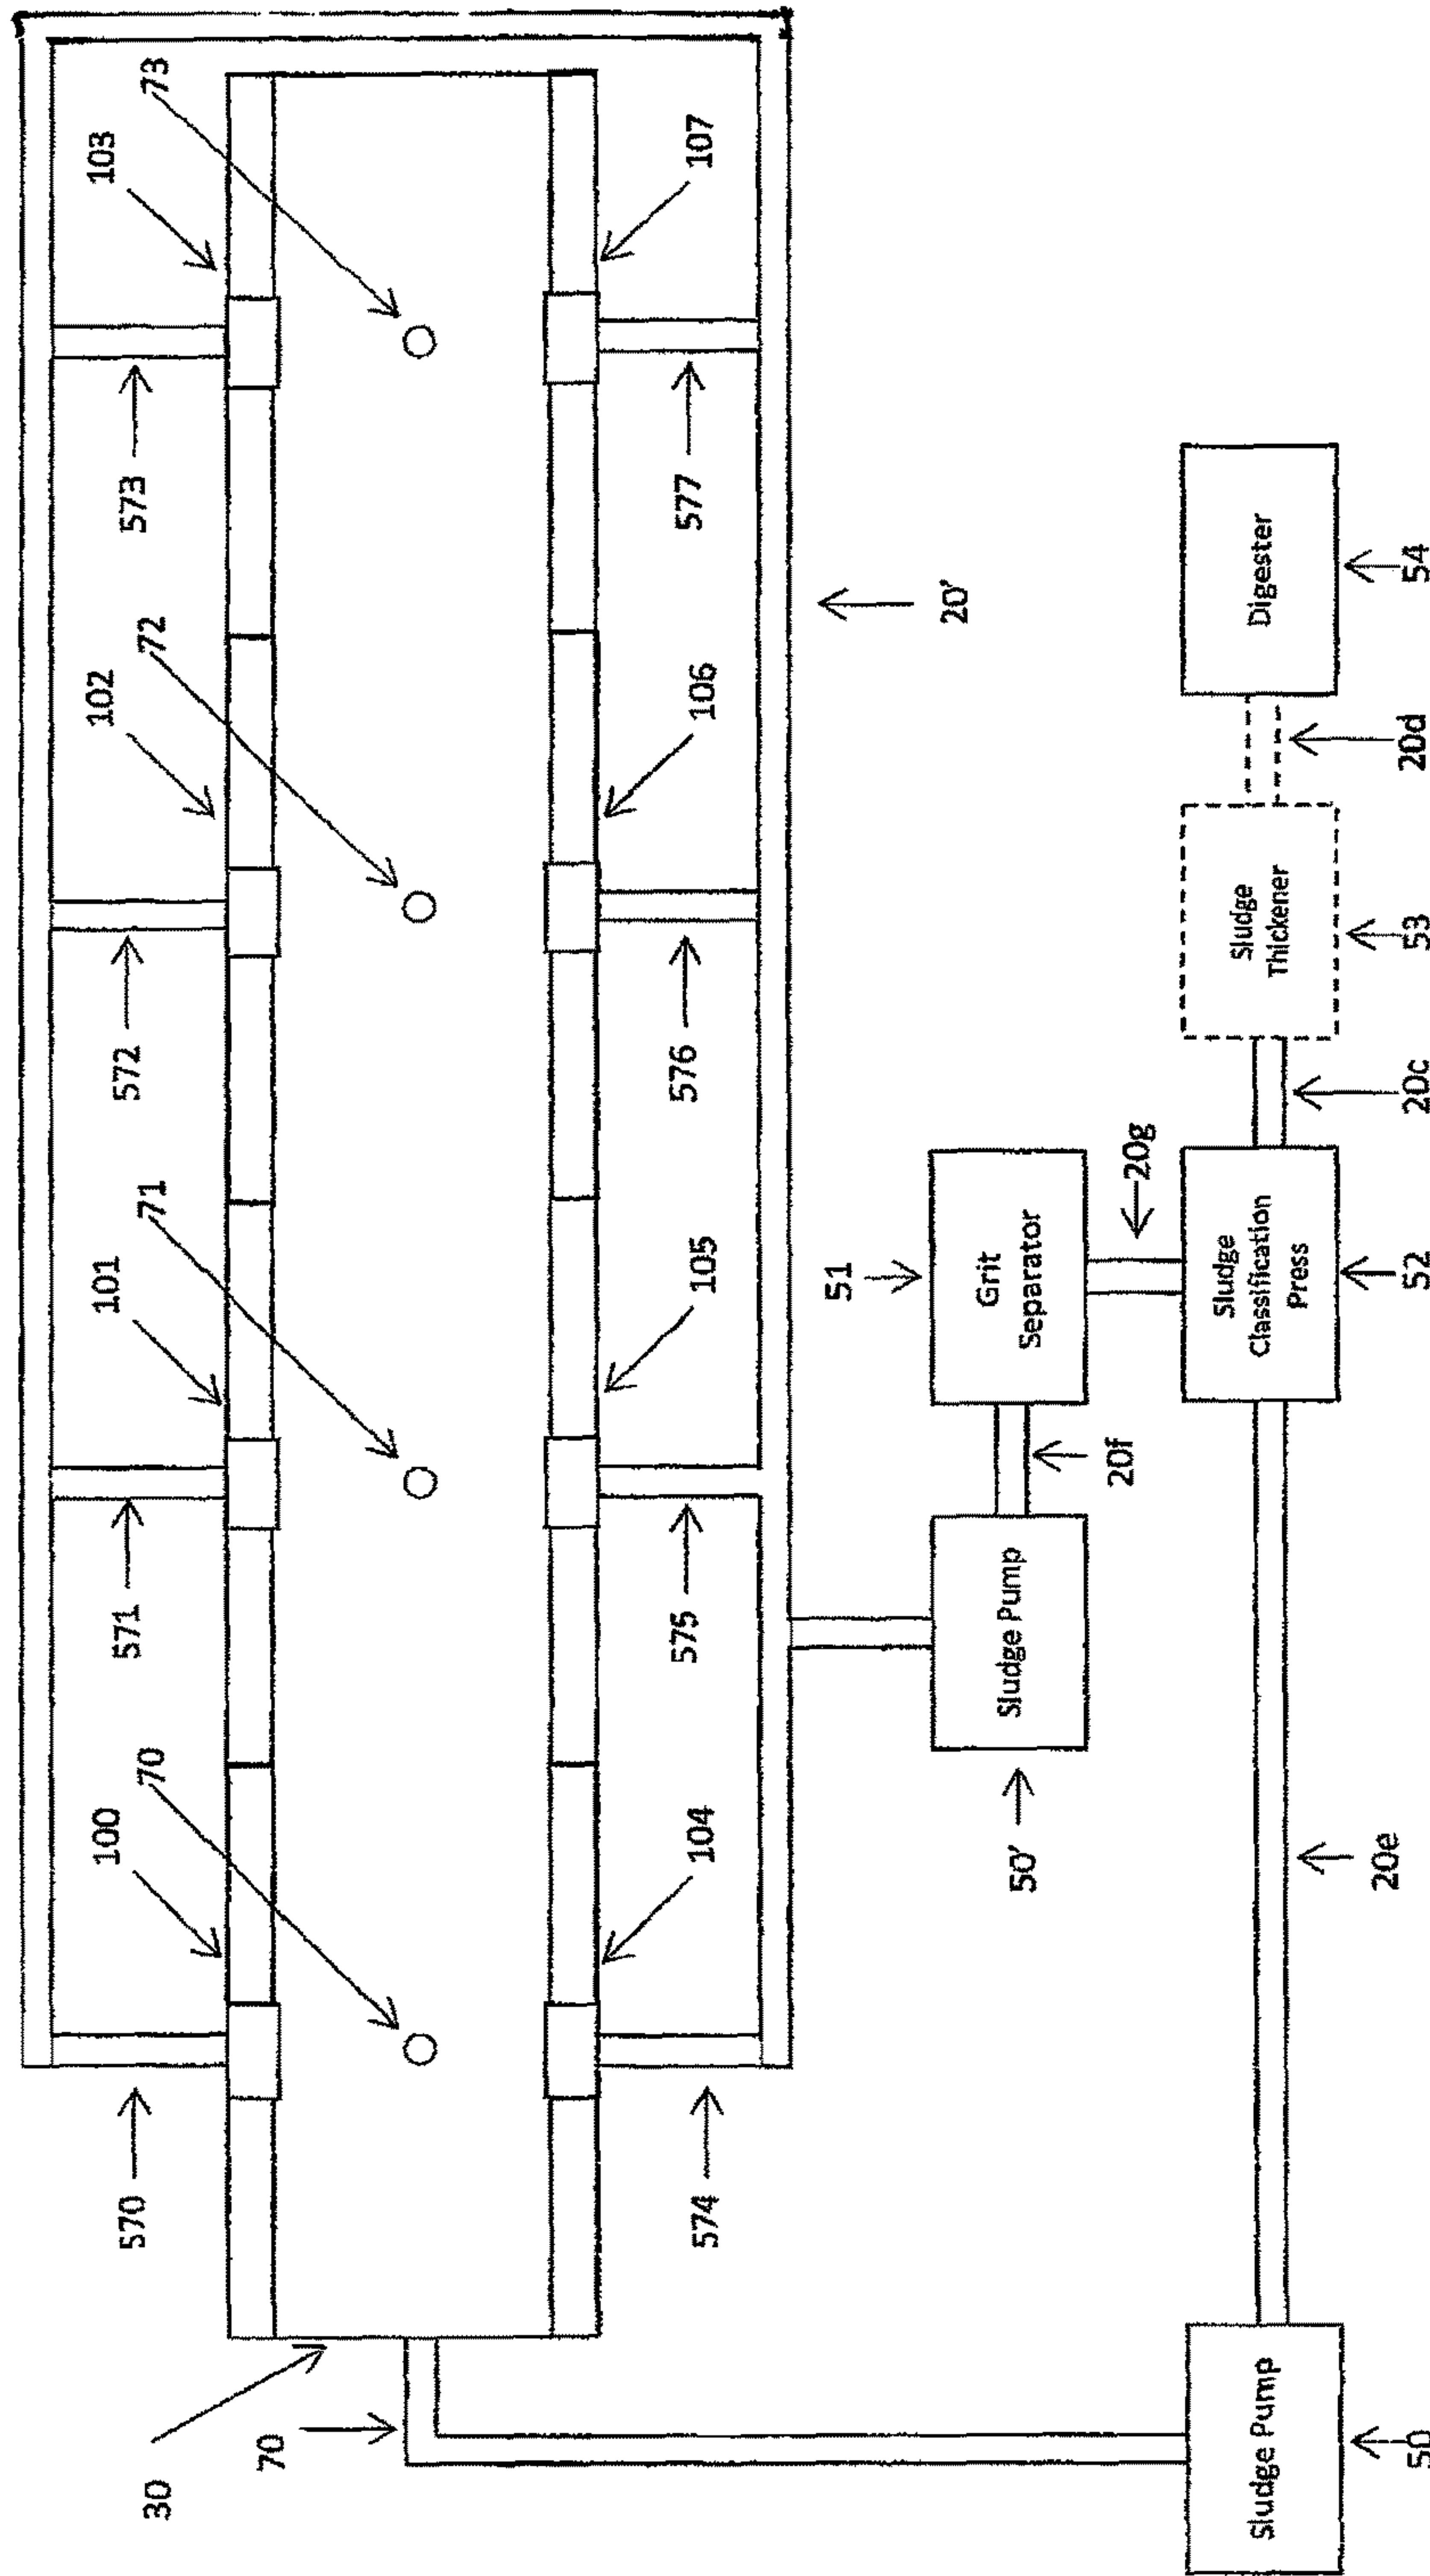 100
101
102
103
570
70
571
71
572
72
573
73
30
70
574
104
575
105
576
106
577
107
51
20'
50'
Sludge Pump
Grit
Separator
20f
20g
Sludge Pump
Sludge
Classification
Press
Sludge
Thickener
Digester
20e
20c
20d
50
52
53
54